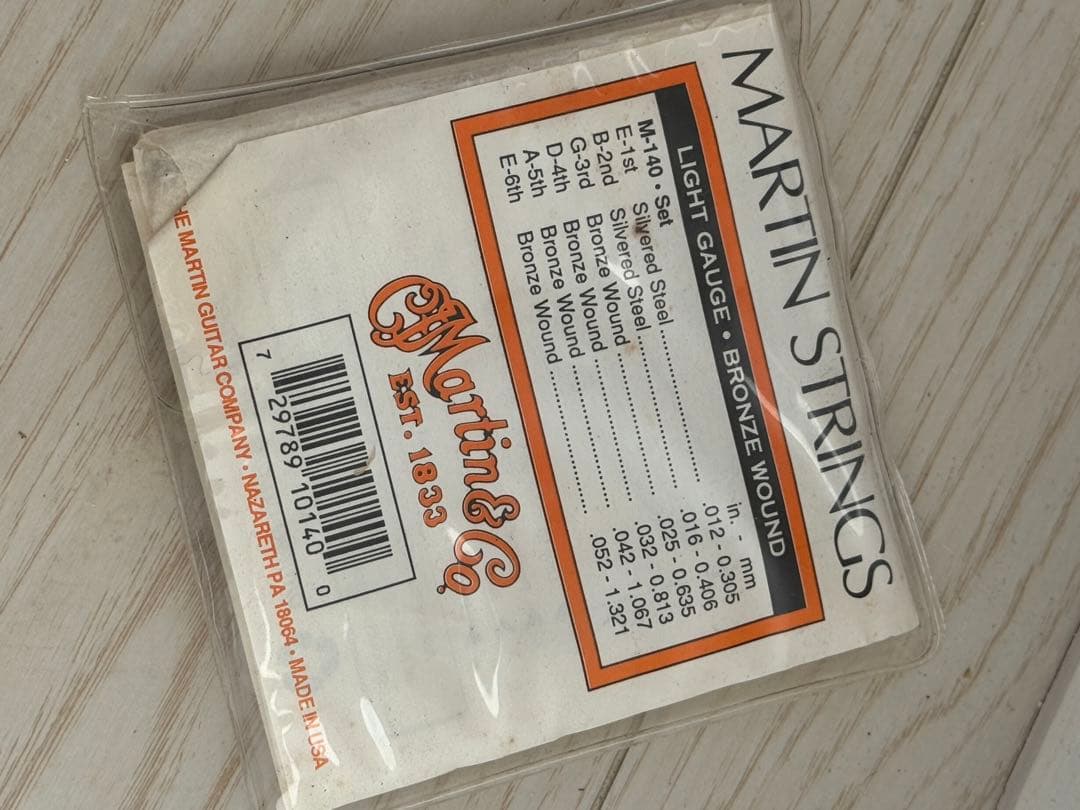 MARTIN STRINGS
LIGHT GAUGE • BRONZE WOUND
M-140 • Set in. - mm
E-1st Silvered Steel .012 - 0.305
B-2nd Silvered Steel .016 - 0.406
G-3rd Bronze Wound .025 - 0.635
D-4th Bronze Wound .032 - 0.813
A-5th Bronze Wound .042 - 1.067
E-6th Bronze Wound .052 - 1.321
CF Martin & Co.
EST. 1833
7 29789 10140 0
HE MARTIN GUITAR COMPANY • NAZARETH PA 18064 • MADE IN USA